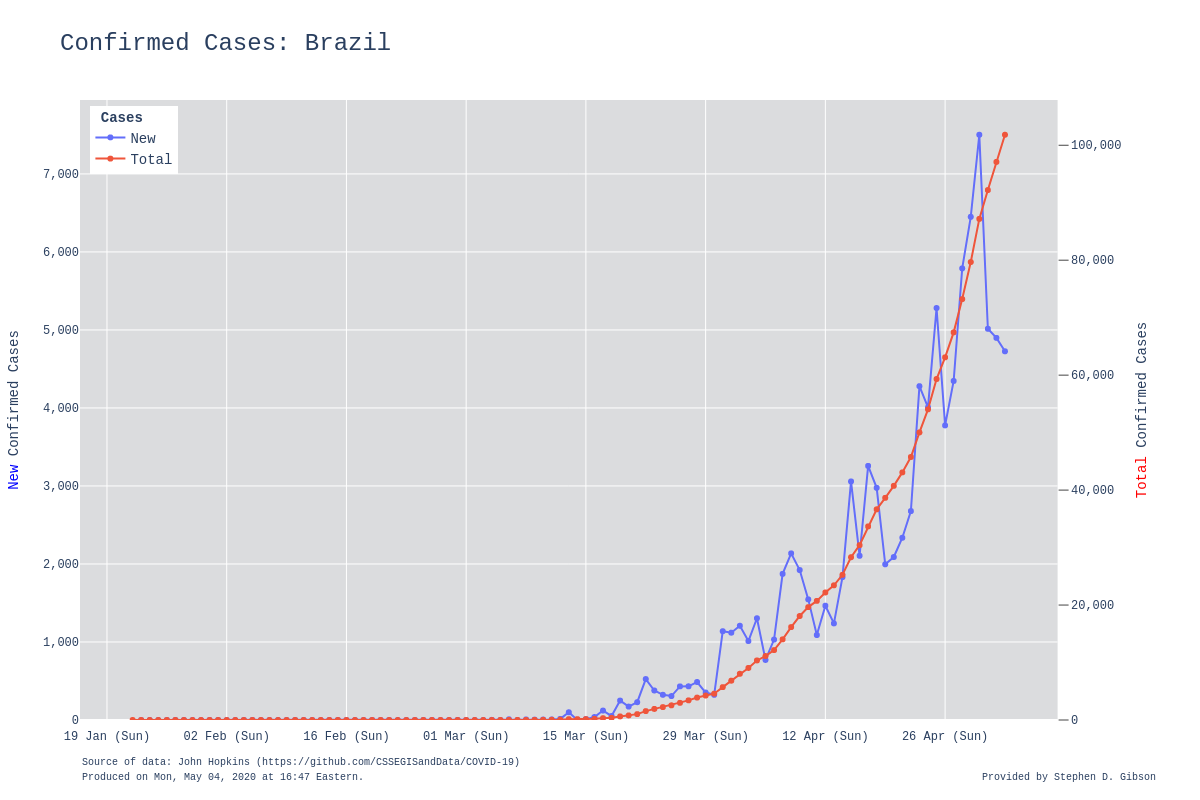 Confirmed Cases: Brazil
Cases
New
Total
7,000
6,000
5,000
4,000
3,000
2,000
1,000
0
New Confirmed Cases
100,000
80,000
60,000
40,000
20,000
0
Total Confirmed Cases
19 Jan (Sun) 02 Feb (Sun) 16 Feb (Sun) 01 Mar (Sun) 15 Mar (Sun) 29 Mar (Sun) 12 Apr (Sun) 26 Apr (Sun)
Source of data: John Hopkins (https://github.com/CSSEGISandData/COVID-19)
Produced on Mon, May 04, 2020 at 16:47 Eastern.
Provided by Stephen D. Gibson